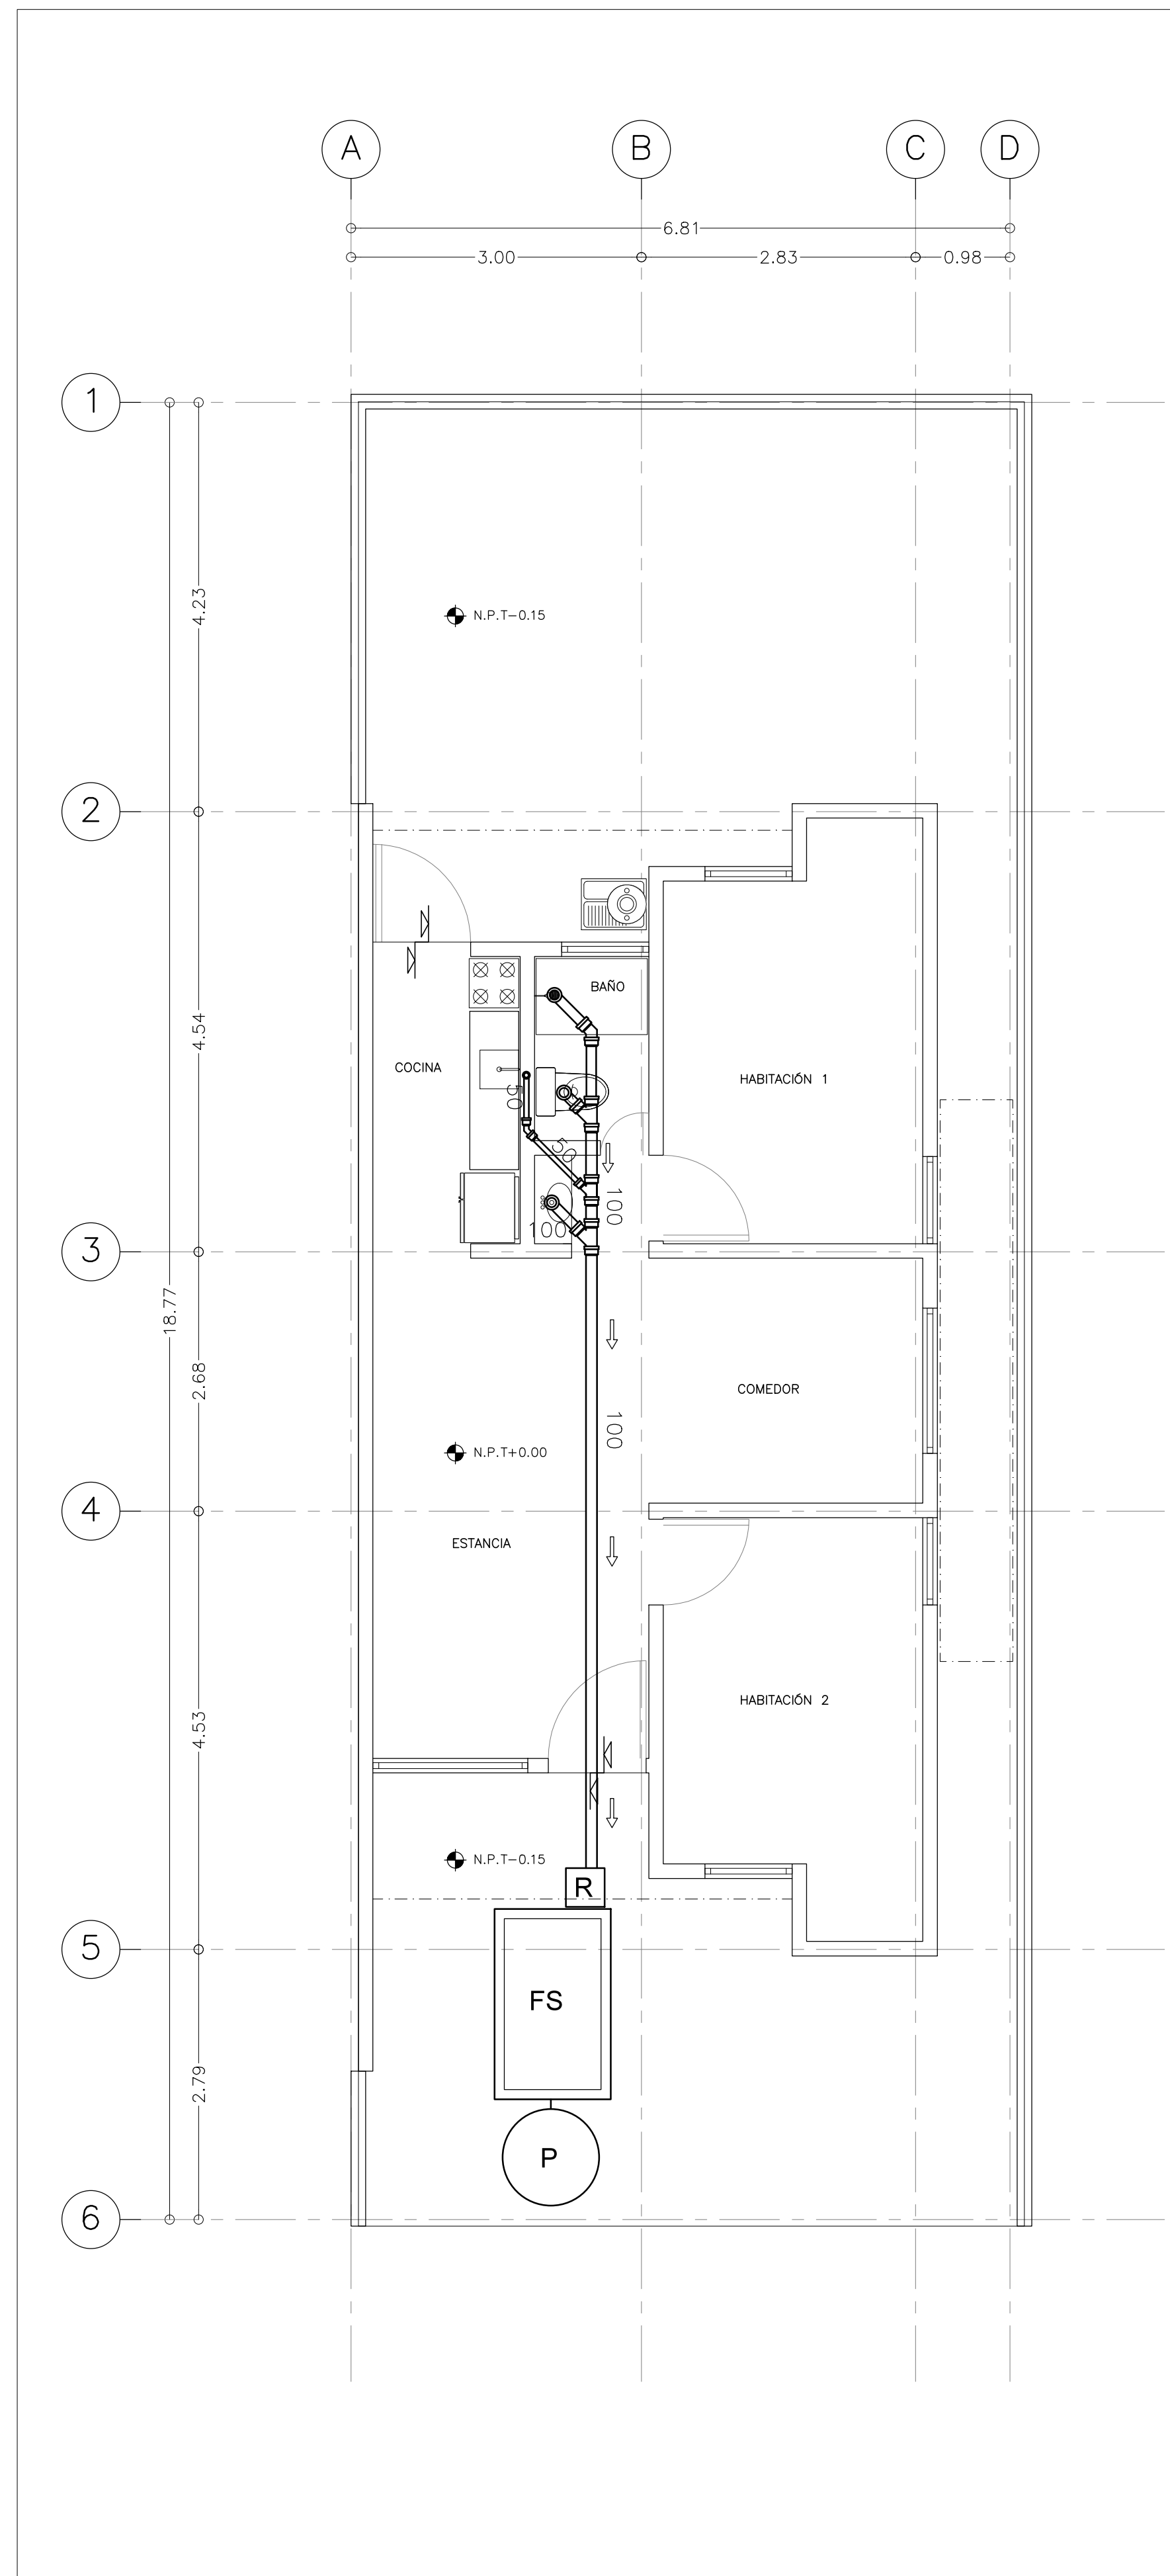 A B C D
6.81
3.00 2.83 0.98
1
4.23
N.P.T-0.15
2
BAÑO
4.54
COCINA
HABITACIÓN 1
50
50
100
100
3
18.77
2.68
COMEDOR
100
N.P.T+0.00
4
ESTANCIA
HABITACIÓN 2
4.53
N.P.T-0.15
R
5
FS
2.79
P
6